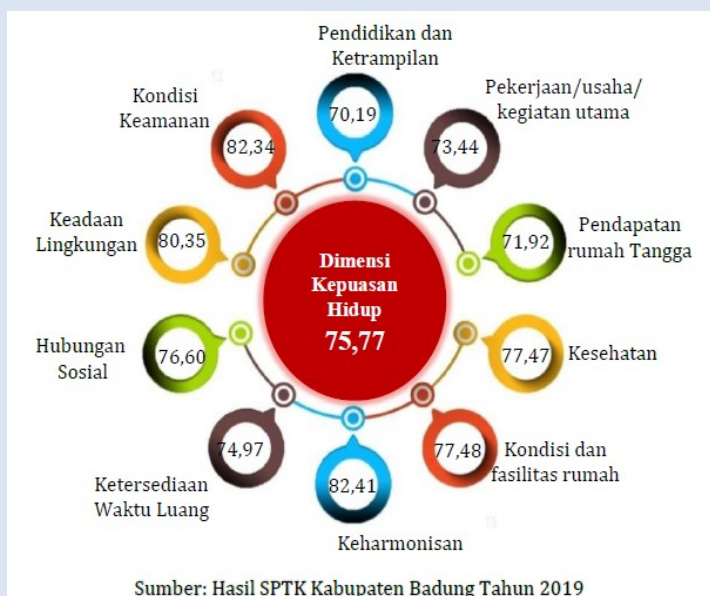 Pendidikan dan
Ketrampilan
70,19
Pekerjaan/usaha/
kegiatan utama
73,44
Pendapatan
rumah Tangga
71,92
Kesehatan
77,47
Kondisi dan
fasilitas rumah
77,48
Keharmonisan
82,41
Ketersediaan
Waktu Luang
74,97
Hubungan
Sosial
76,60
Keadaan
Lingkungan
80,35
Kondisi
Keamanan
82,34
Dimensi
Kepuasan
Hidup
75,77
Sumber: Hasil SPTK Kabupaten Badung Tahun 2019